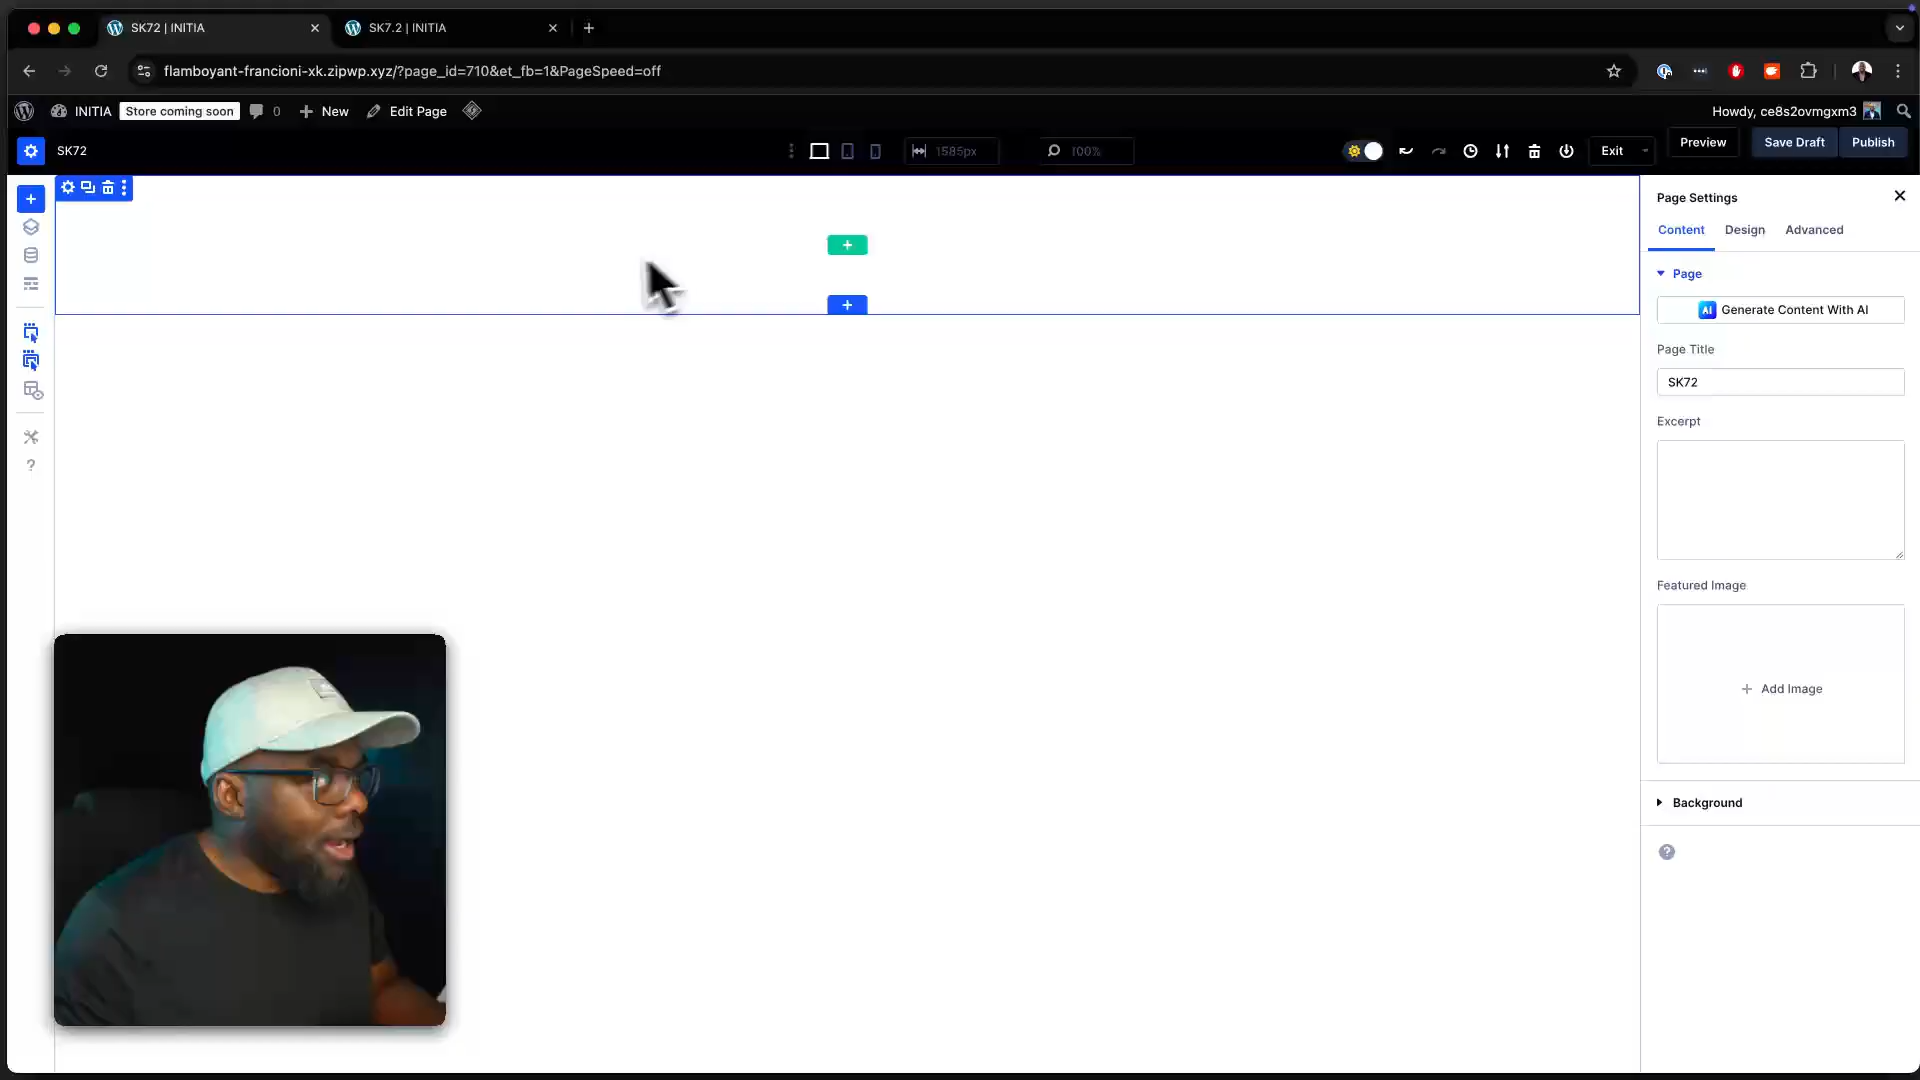 SK72 | INITIA
SK7.2 | INITIA
flamboyant-francioni-xk.zipwp.xyz/?page_id=710&et_fb=1&PageSpeed=off
INITIA
Store coming soon
0
New
Edit Page
Howdy, ce8s2ovmgxm3
SK72
1585px
100%
Exit
Preview
Save Draft
Publish
Page Settings
Content
Design
Advanced
Page
AI Generate Content With AI
Page Title
SK72
Excerpt
Featured Image
Add Image
Background